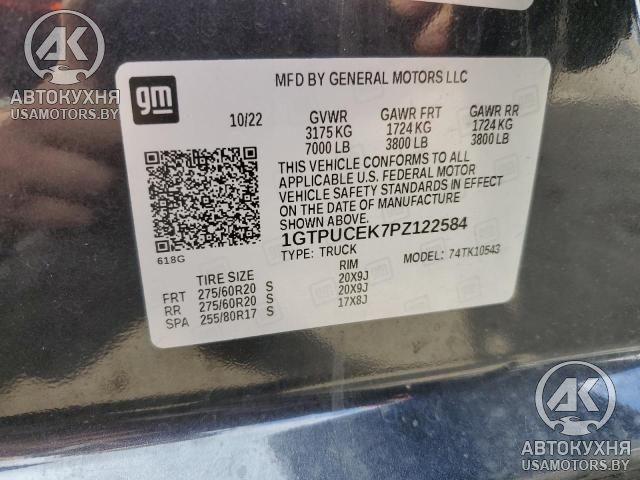 АВТОКУХНЯ
USAMOTORS.BY
gm
MFD BY GENERAL MOTORS LLC
10/22 GVWR GAWR FRT GAWR RR
3175 KG 1724 KG 1724 KG
7000 LB 3800 LB 3800 LB
THIS VEHICLE CONFORMS TO ALL
APPLICABLE U.S. FEDERAL MOTOR
VEHICLE SAFETY STANDARDS IN EFFECT
ON THE DATE OF MANUFACTURE
SHOWN ABOVE.
1GTPUCEK7PZ122584
618G
TYPE: TRUCK MODEL: 74TK10543
TIRE SIZE RIM
FRT 275/60R20 S 20X9J
RR 275/60R20 S 20X9J
SPA 255/80R17 S 17X8J
АК
АВТОКУХНЯ
USAMOTORS.BY